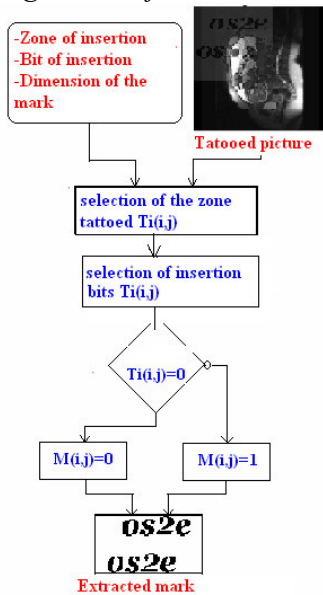 -Zone of insertion
-Bit of insertion
-Dimension of the
mark
os2e
os2e
Tatooed picture
selection of the zone
tattoed Ti(i,j)
selection of insertion
bits Ti(i,j)
Ti(i,j)=0
M(i,j)=0
M(i,j)=1
os2e
os2e
Extracted mark